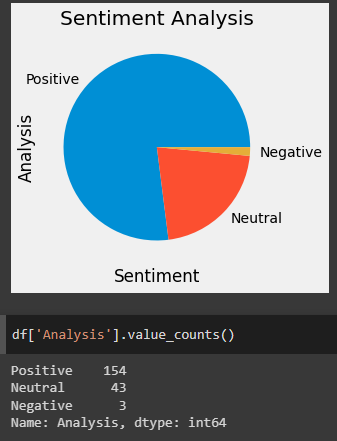 Sentiment Analysis
Positive
Analysis
Negative
Neutral
Sentiment
df['Analysis'].value_counts()
Positive    154
Neutral      43
Negative      3
Name: Analysis, dtype: int64